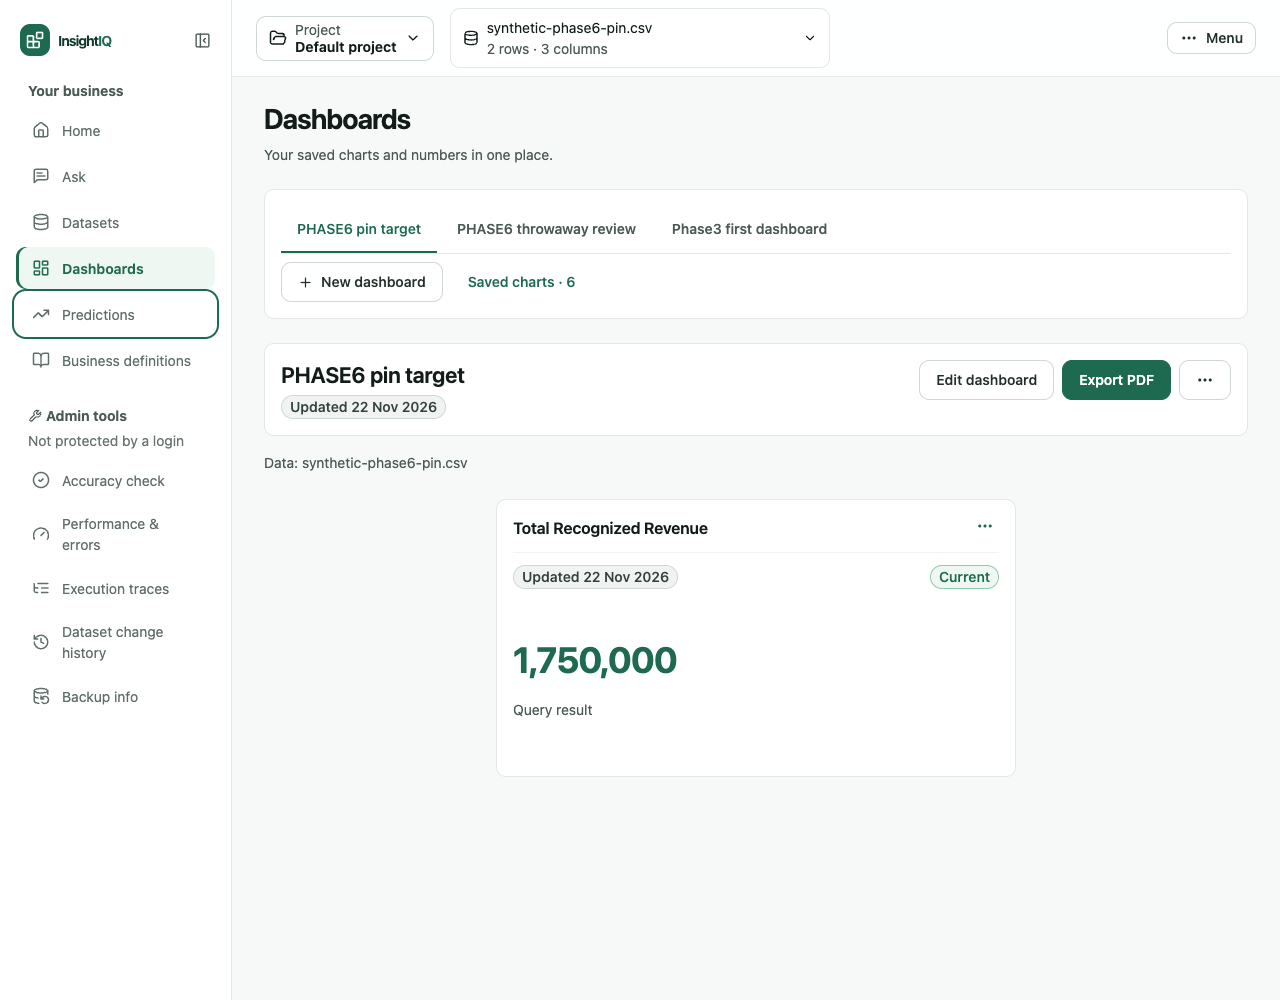 InsightIQ
Your business
Home
Ask
Datasets
Dashboards
Predictions
Business definitions
Admin tools
Not protected by a login
Accuracy check
Performance &
errors
Execution traces
Dataset change
history
Backup info
Project
Default project
synthetic-phase6-pin.csv
2 rows · 3 columns
Menu
Dashboards
Your saved charts and numbers in one place.
PHASE6 pin target
PHASE6 throwaway review
Phase3 first dashboard
New dashboard
Saved charts · 6
PHASE6 pin target
Updated 22 Nov 2026
Edit dashboard
Export PDF
Data: synthetic-phase6-pin.csv
Total Recognized Revenue
Updated 22 Nov 2026
Current
1,750,000
Query result